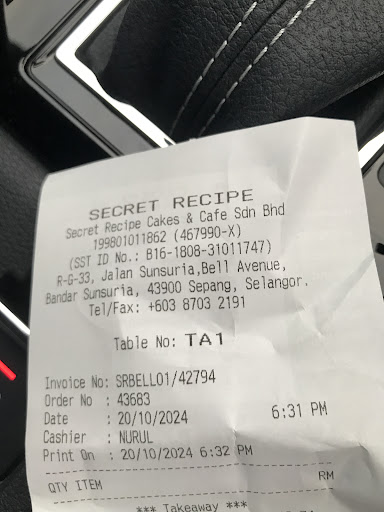 SECRET RECIPE
Secret Recipe Cakes & Cafe Sdn Bhd
199801011862 (467990-X)
(SST ID No.: B16-1808-31011747)
R-G-33, Jalan Sunsuria,Bell Avenue,
Bandar Sunsuria, 43900 Sepang, Selangor.
Tel/Fax: +603 8703 2191
Table No: TA1
Invoice No: SRBELL01/42794
Order No : 43683
Date : 20/10/2024 6:31 PM
Cashier : NURUL
Print On : 20/10/2024 6:32 PM
QTY ITEM RM
*** Takeaway ***